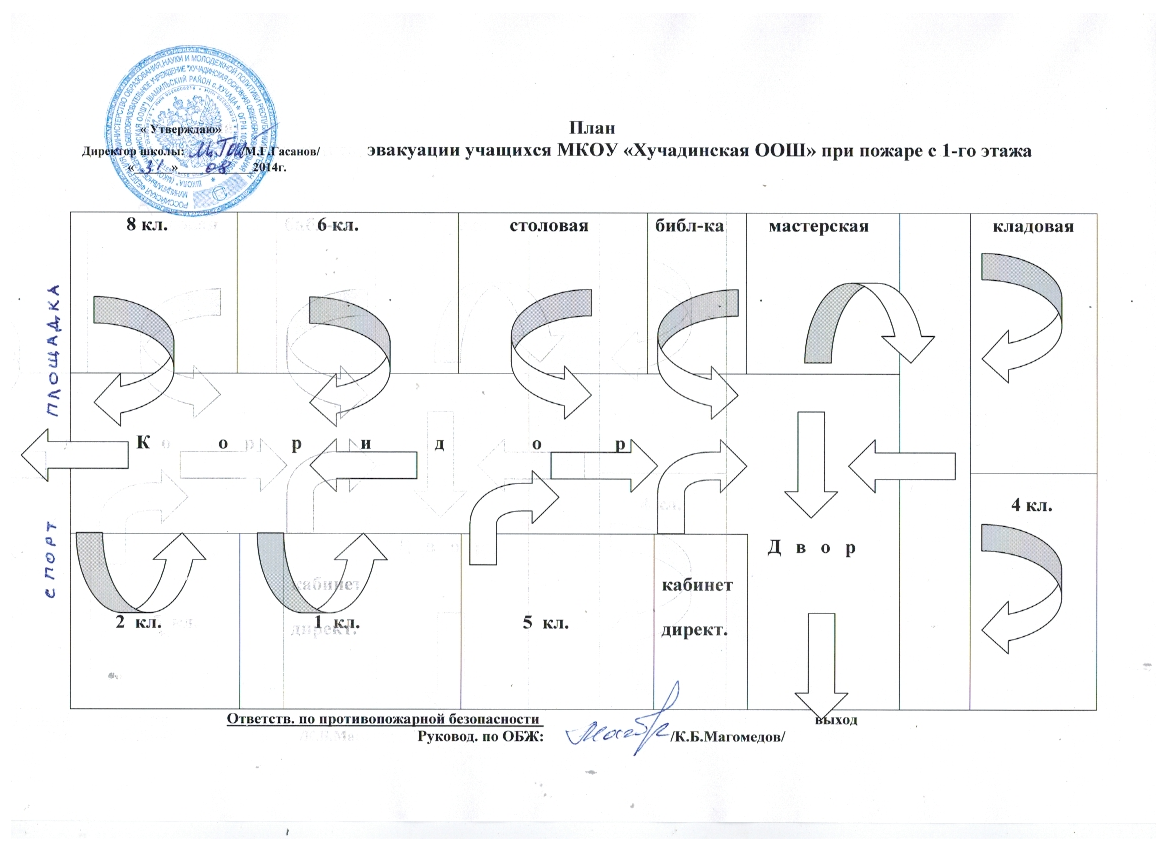 « Утверждаю»
Директор школы: /М.Г.Гасанов/
« 31 » 08 2014г.
План
эвакуации учащихся МКОУ «Хучадинская ООШ» при пожаре с 1-го этажа
8 кл. 6 кл. столовая библ-ка мастерская кладовая
СПОРТ ПЛОЩАДКА
К о р р и д о р
4 кл.
Д в о р
2 кл. 1 кл. 5 кл.
кабинет
директ.
выход
Ответств. по противопожарной безопасности
Руковод. по ОБЖ: /К.Б.Магомедов/